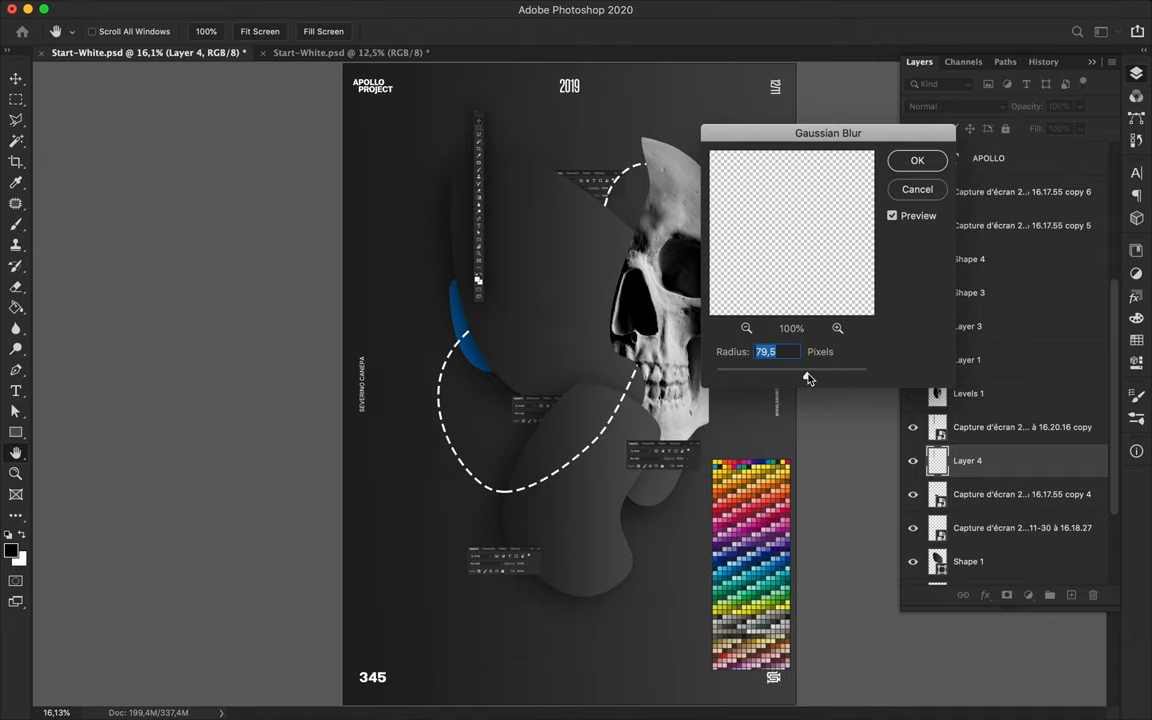 Adobe Photoshop 2020
Scroll All Windows
100%
Fit Screen
Fill Screen
Start-White.psd @ 16,1% (Layer 4, RGB/8) *
Start-White.psd @ 12,5% (RGB/8) *
Layers
Channels
Paths
History
Kind
Normal
Opacity: 100%
Fill: 100%
APOLLO
PROJECT
2019
Gaussian Blur
OK
Cancel
Preview
100%
Radius: 79,5 Pixels
APOLLO
Capture d'écran 2...: 16.17.55 copy 6
Capture d'écran 2...: 16.17.55 copy 5
Shape 4
Shape 3
Layer 3
Layer 1
Levels 1
Capture d'écran 2... à 16.20.16 copy
Layer 4
Capture d'écran 2...: 16.17.55 copy 4
Capture d'écran 2...11-30 à 16.18.27
Shape 1
SEVERINO CANEPA
345
16,13%
Doc: 199,4M/337,4M